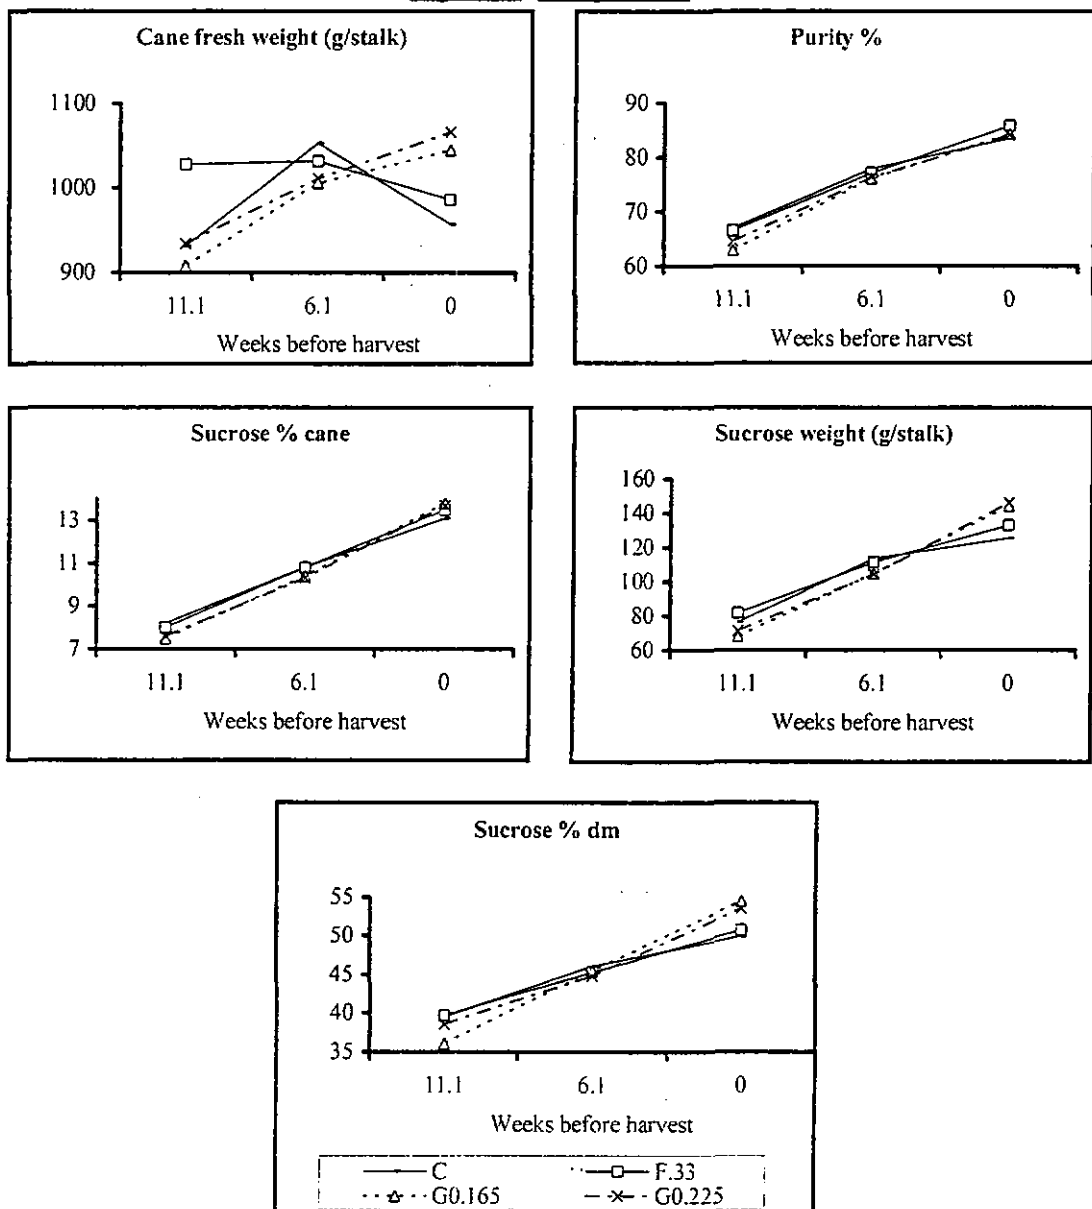 Cane fresh weight (g/stalk)
1100
1000
900
11.1 6.1 0
Weeks before harvest
Purity %
90
80
70
60
11.1 6.1 0
Weeks before harvest
Sucrose % cane
13
11
9
7
11.1 6.1 0
Weeks before harvest
Sucrose weight (g/stalk)
160
140
120
100
80
60
11.1 6.1 0
Weeks before harvest
Sucrose % dm
55
50
45
40
35
11.1 6.1 0
Weeks before harvest
C F.33
G0.165 G0.225